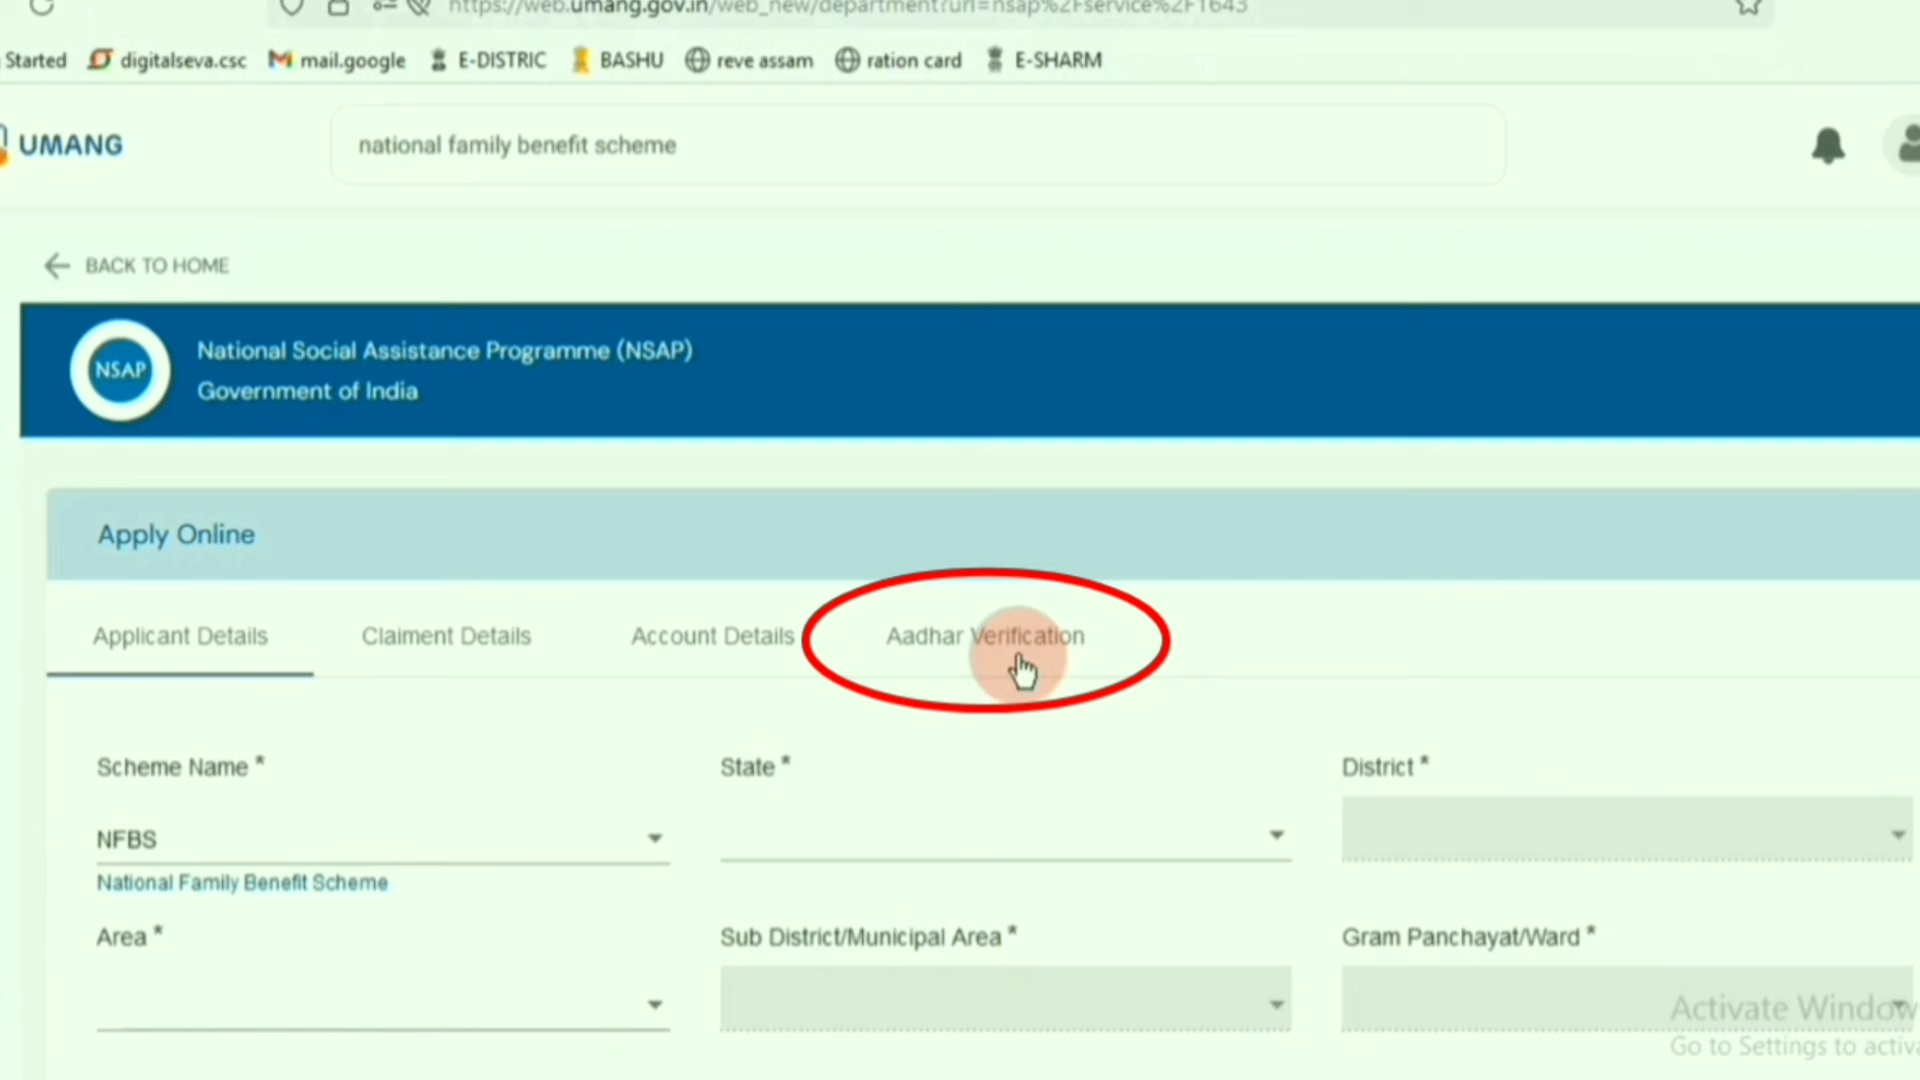 https://web.umang.gov.in/web_new/department?url=nsap%2Fservice%2F1643
Started digitalseva.csc mail.google E-DISTRIC BASHU reve assam ration card E-SHARM
UMANG national family benefit scheme
BACK TO HOME
NSAP
National Social Assistance Programme (NSAP)
Government of India
Apply Online
Applicant Details Claiment Details Account Details Aadhar Verification
Scheme Name * State * District *
NFBS
National Family Benefit Scheme
Area * Sub District/Municipal Area * Gram Panchayat/Ward *
Activate Window
Go to Settings to activa